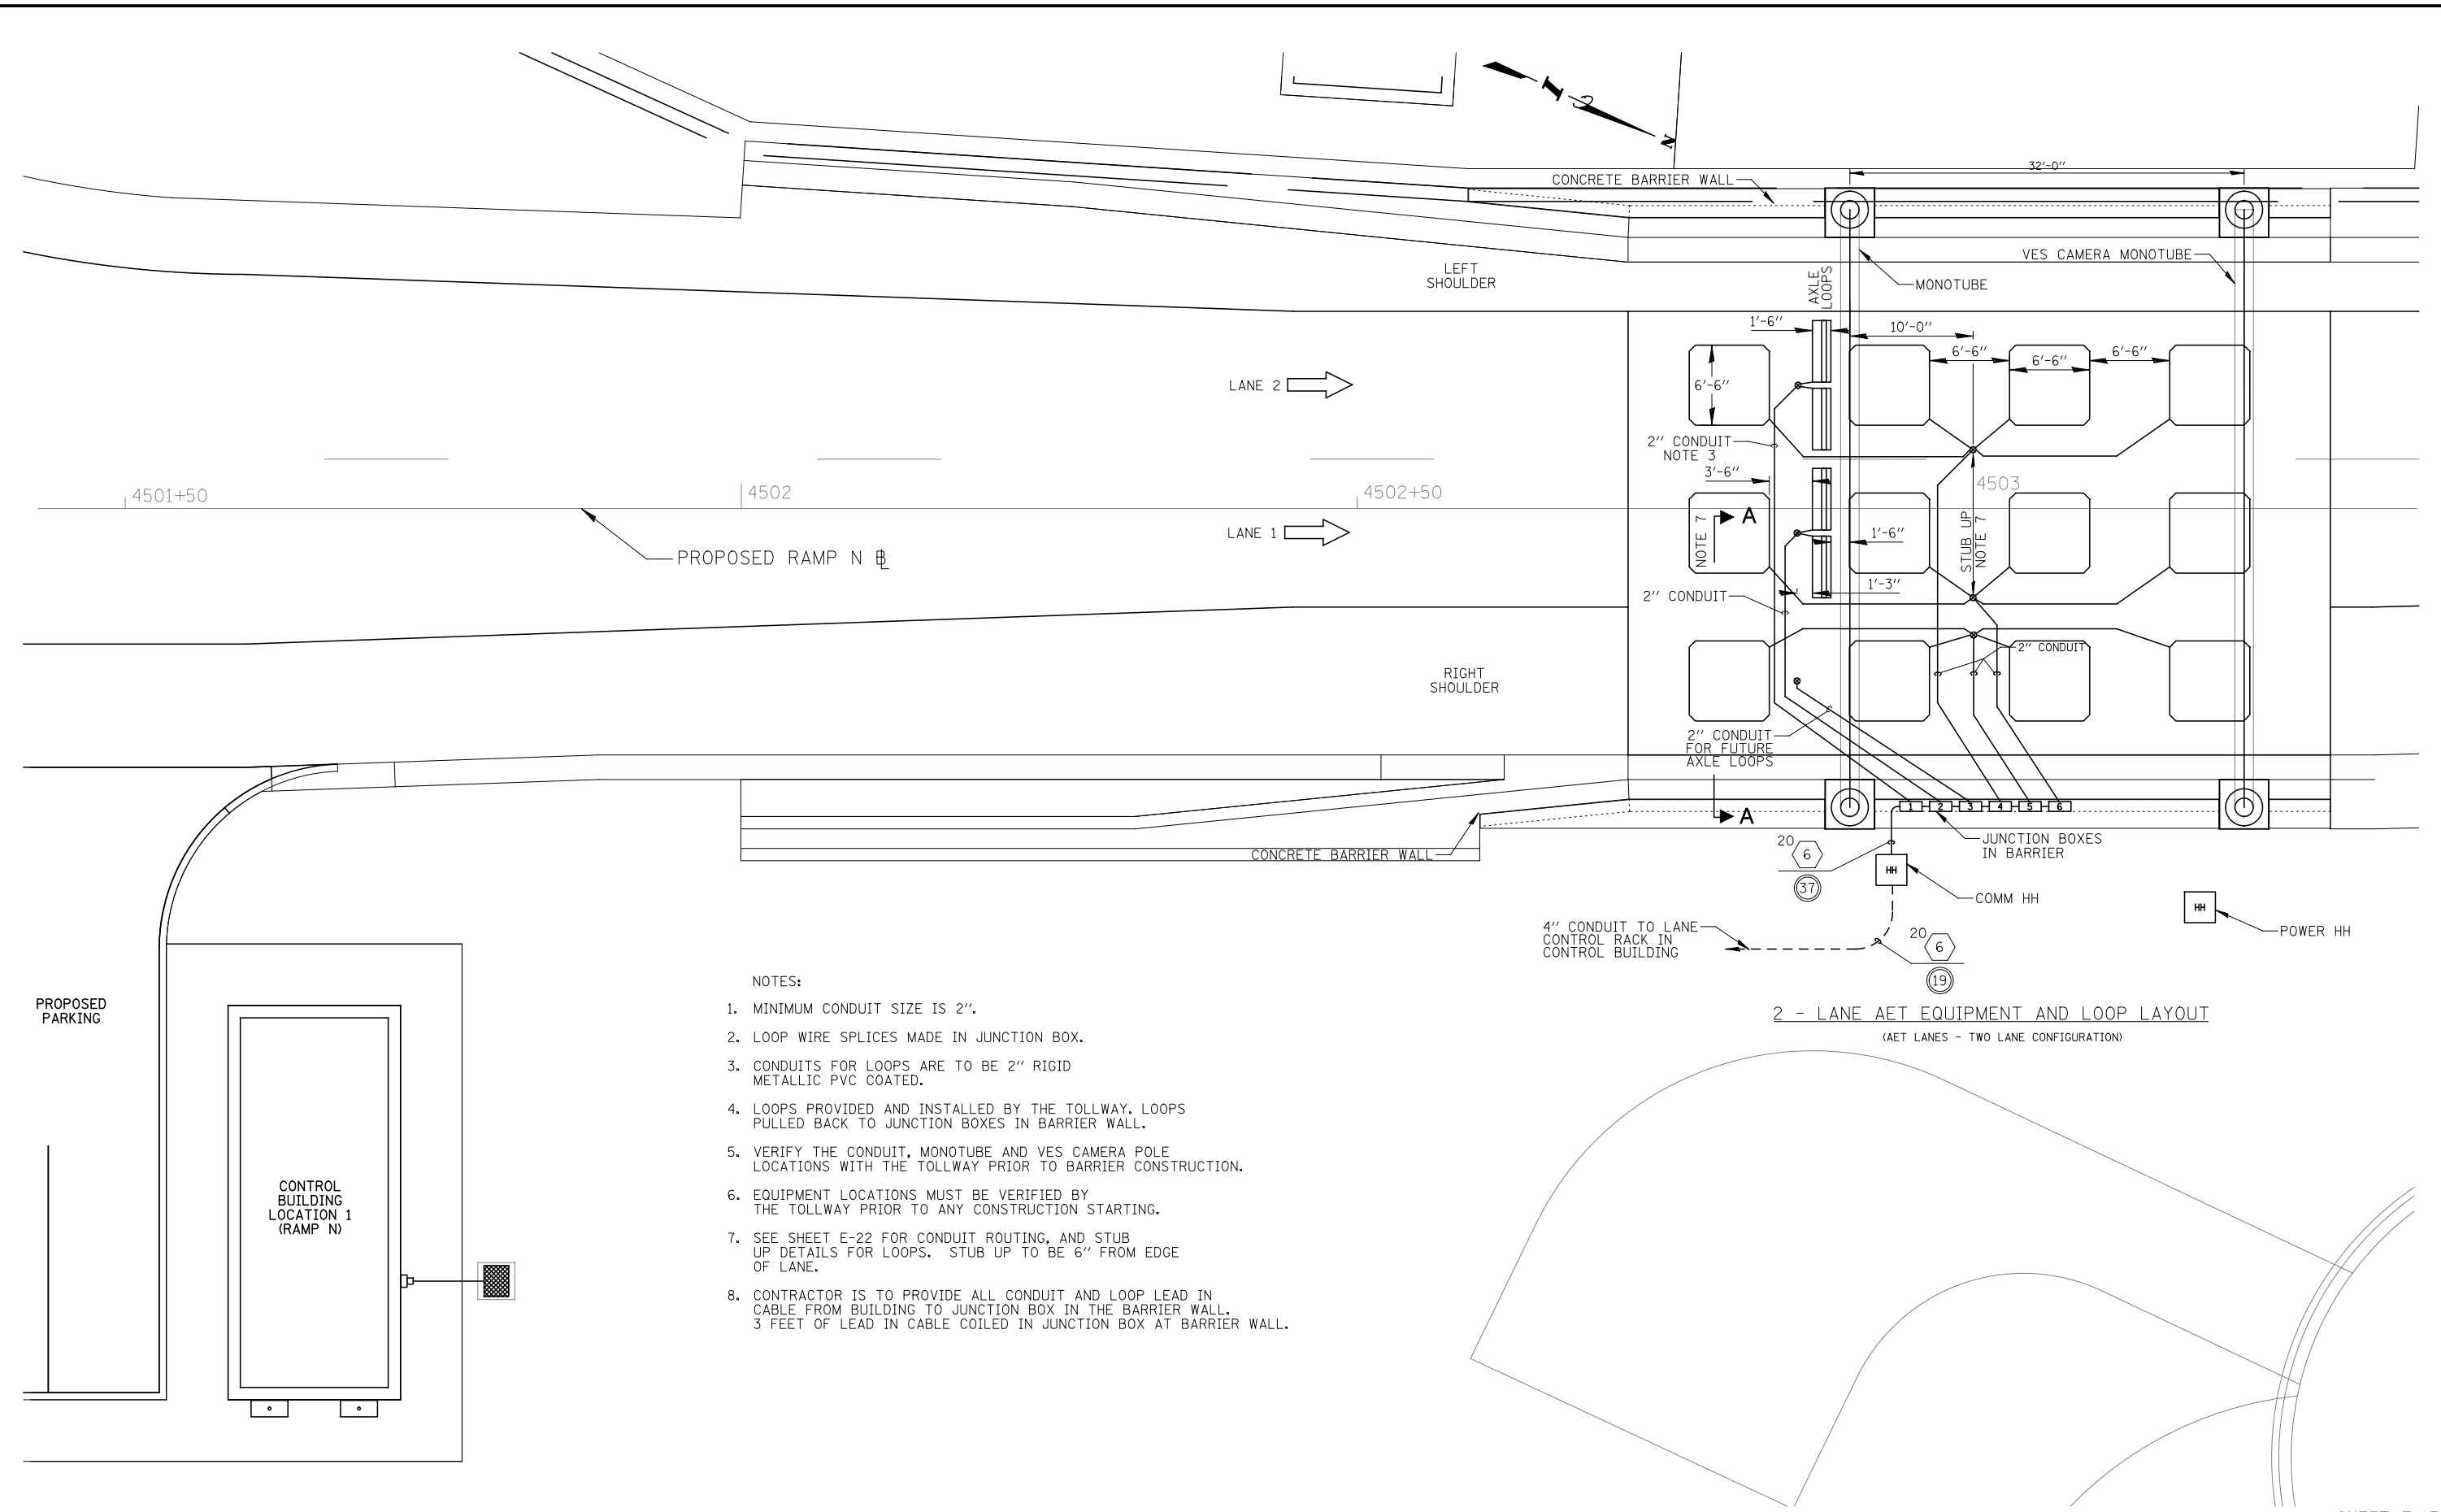 N
32'-0"
CONCRETE BARRIER WALL
VES CAMERA MONOTUBE
LEFT
SHOULDER
AXLE
LOOPS
MONOTUBE
1'-6"
10'-0"
6'-6"
6'-6"
6'-6"
6'-6"
LANE 2
2" CONDUIT
NOTE 3
3'-6"
4501+50
4502
4502+50
4503
NOTE 7
A
LANE 1
1'-6"
STUB UP
NOTE 7
PROPOSED RAMP N BL
1'-3"
2" CONDUIT
2" CONDUIT
RIGHT
SHOULDER
2" CONDUIT
FOR FUTURE
AXLE LOOPS
A
1 2 3 4 5 6
JUNCTION BOXES
IN BARRIER
CONCRETE BARRIER WALL
20
6
37
HH
COMM HH
HH
POWER HH
4" CONDUIT TO LANE
CONTROL RACK IN
CONTROL BUILDING
20
6
19
2 - LANE AET EQUIPMENT AND LOOP LAYOUT
(AET LANES - TWO LANE CONFIGURATION)
PROPOSED
PARKING
CONTROL
BUILDING
LOCATION 1
(RAMP N)
NOTES:
1. MINIMUM CONDUIT SIZE IS 2".
2. LOOP WIRE SPLICES MADE IN JUNCTION BOX.
3. CONDUITS FOR LOOPS ARE TO BE 2" RIGID
METALLIC PVC COATED.
4. LOOPS PROVIDED AND INSTALLED BY THE TOLLWAY. LOOPS
PULLED BACK TO JUNCTION BOXES IN BARRIER WALL.
5. VERIFY THE CONDUIT, MONOTUBE AND VES CAMERA POLE
LOCATIONS WITH THE TOLLWAY PRIOR TO BARRIER CONSTRUCTION.
6. EQUIPMENT LOCATIONS MUST BE VERIFIED BY
THE TOLLWAY PRIOR TO ANY CONSTRUCTION STARTING.
7. SEE SHEET E-22 FOR CONDUIT ROUTING, AND STUB
UP DETAILS FOR LOOPS. STUB UP TO BE 6" FROM EDGE
OF LANE.
8. CONTRACTOR IS TO PROVIDE ALL CONDUIT AND LOOP LEAD IN
CABLE FROM BUILDING TO JUNCTION BOX IN THE BARRIER WALL.
3 FEET OF LEAD IN CABLE COILED IN JUNCTION BOX AT BARRIER WALL.